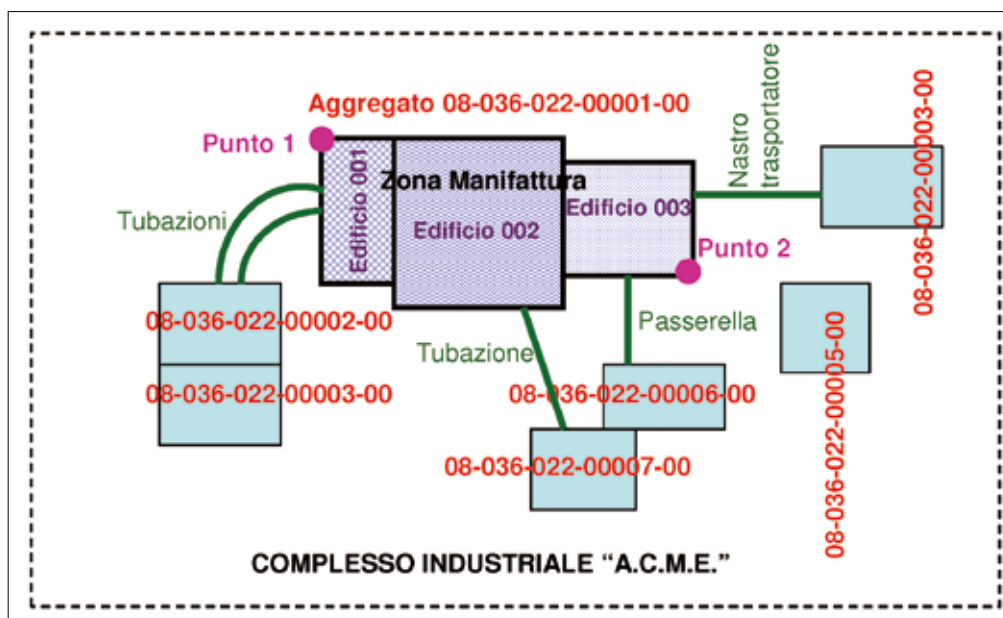 Aggregato 08-036-022-00001-00
Punto 1
Zona Manifattura
Edificio 001
Edificio 002
Edificio 003
Punto 2
Nastro
trasportatore
08-036-022-00003-00
Tubazioni
08-036-022-00002-00
08-036-022-00003-00
Tubazione
Passerella
08-036-022-00006-00
08-036-022-00007-00
08-036-022-00005-00
COMPLESSO INDUSTRIALE “A.C.M.E.”